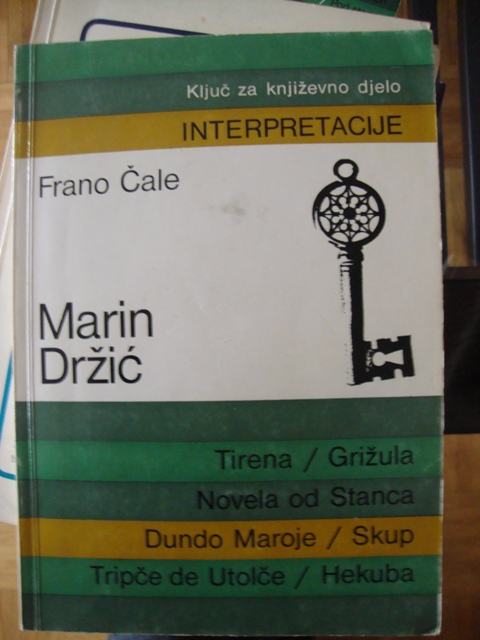 Ključ za književno djelo
INTERPRETACIJE
Frano Čale
Marin
Držić
Tirena / Grižula
Novela od Stanca
Dundo Maroje / Skup
Tripče de Utolče / Hekuba